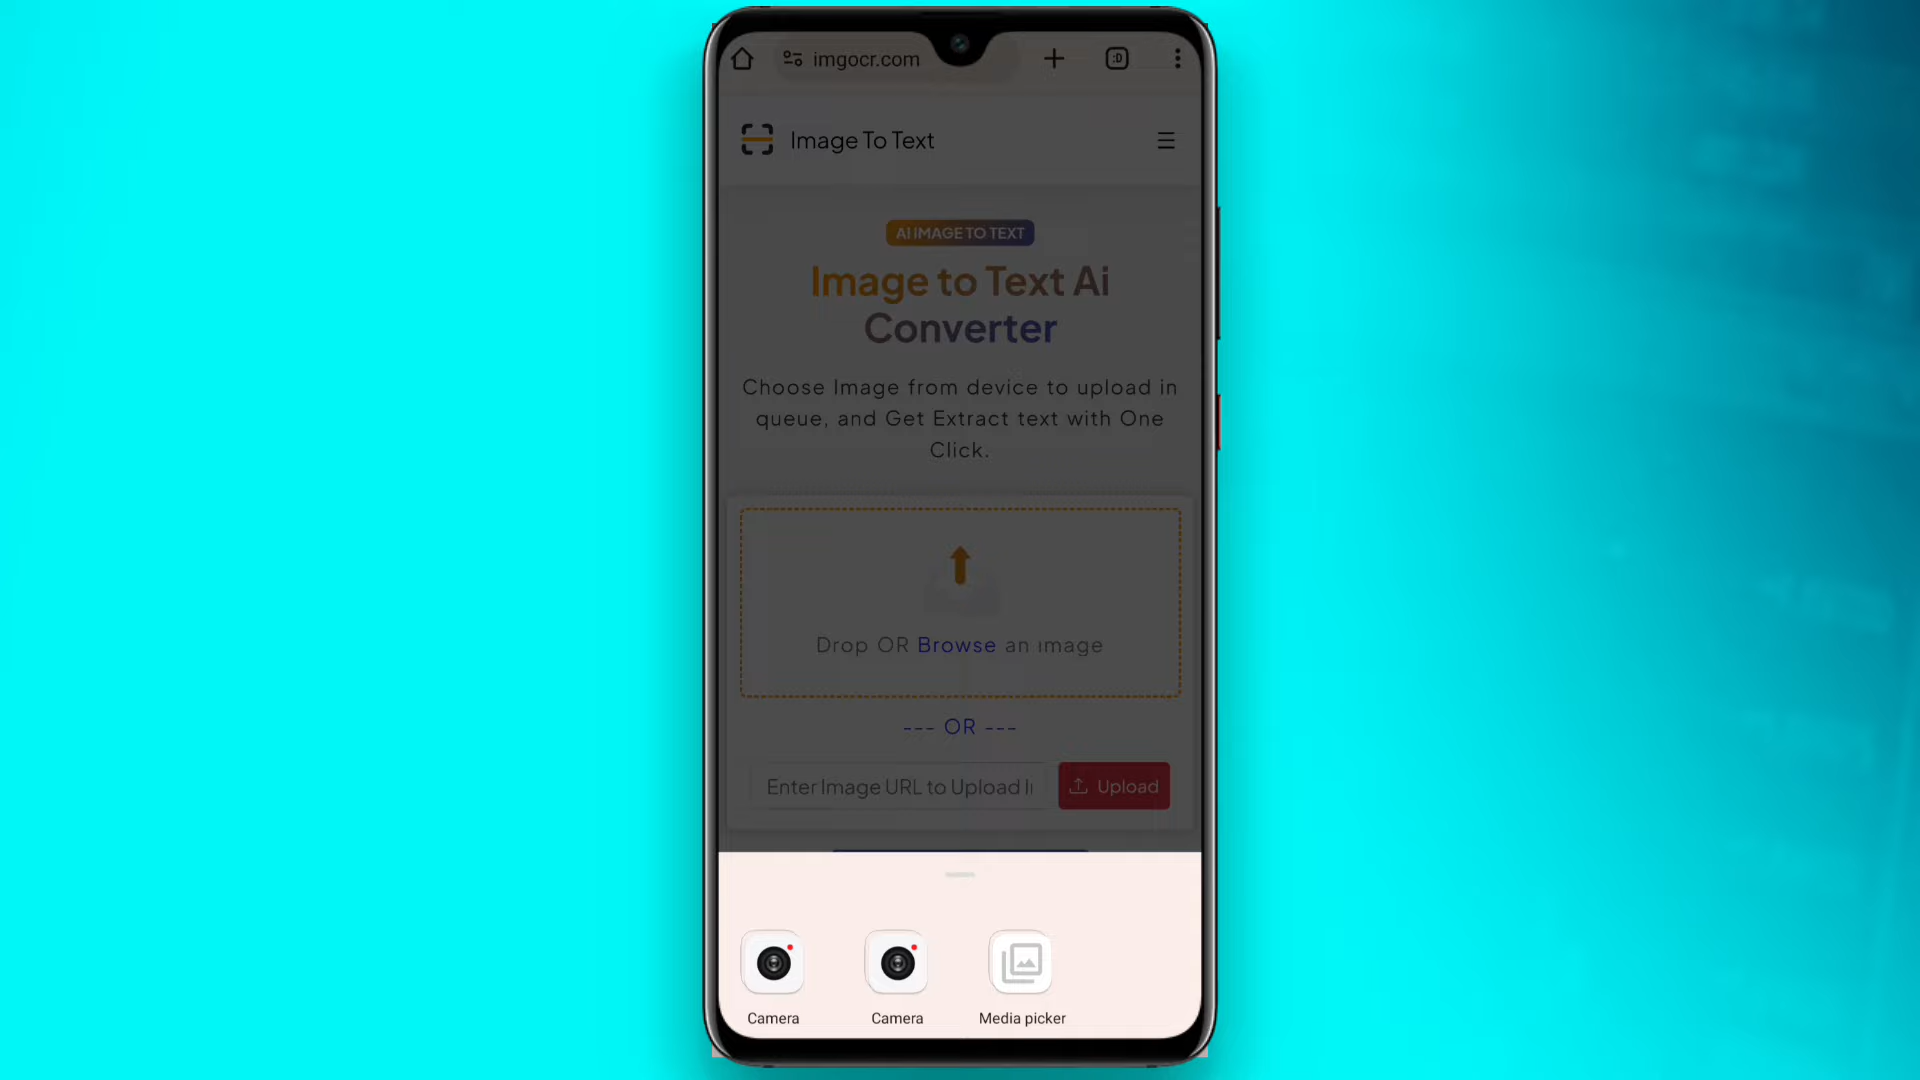 imgocr.com
:D
Image To Text
AI IMAGE TO TEXT
Image to Text Ai
Converter
Choose Image from device to upload in
queue, and Get Extract text with One
Click.
Drop OR Browse an image
--- OR ---
Enter Image URL to Upload I
Upload
Camera
Camera
Media picker